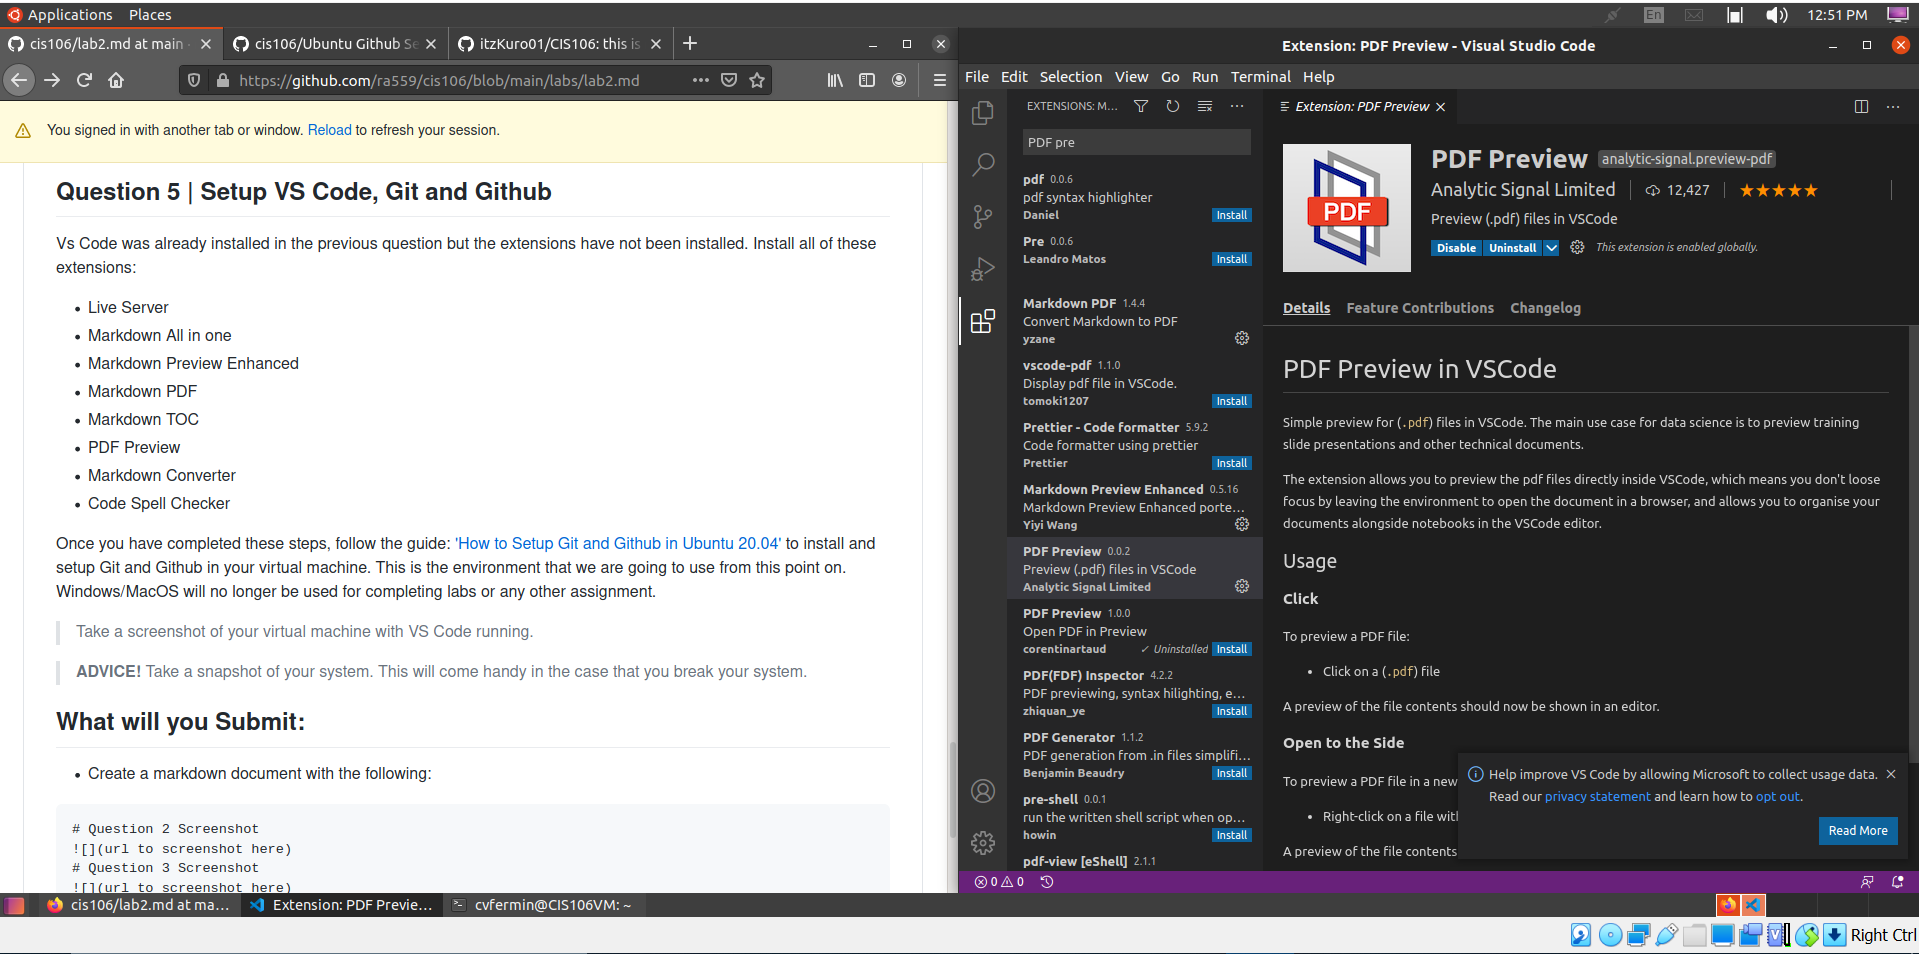 Applications Places
En
12:51 PM
cis106/lab2.md at main
cis106/Ubuntu Github Se
itzKuro01/CIS106: this is
https://github.com/ra559/cis106/blob/main/labs/lab2.md
You signed in with another tab or window. Reload to refresh your session.
Question 5 | Setup VS Code, Git and Github
Vs Code was already installed in the previous question but the extensions have not been installed. Install all of these
extensions:
• Live Server
• Markdown All in one
• Markdown Preview Enhanced
• Markdown PDF
• Markdown TOC
• PDF Preview
• Markdown Converter
• Code Spell Checker
Once you have completed these steps, follow the guide: 'How to Setup Git and Github in Ubuntu 20.04' to install and
setup Git and Github in your virtual machine. This is the environment that we are going to use from this point on.
Windows/MacOS will no longer be used for completing labs or any other assignment.
Take a screenshot of your virtual machine with VS Code running.
ADVICE! Take a snapshot of your system. This will come handy in the case that you break your system.
What will you Submit:
• Create a markdown document with the following:
# Question 2 Screenshot
![](url to screenshot here)
# Question 3 Screenshot
![](url to screenshot here)
Extension: PDF Preview - Visual Studio Code
File Edit Selection View Go Run Terminal Help
EXTENSIONS: M...
PDF pre
pdf 0.0.6
pdf syntax highlighter
Daniel Install
Pre 0.0.6
Leandro Matos Install
Markdown PDF 1.4.4
Convert Markdown to PDF
yzane
vscode-pdf 1.1.0
Display pdf file in VSCode.
tomoki1207 Install
Prettier - Code formatter 5.9.2
Code formatter using prettier
Prettier Install
Markdown Preview Enhanced 0.5.16
Markdown Preview Enhanced porte...
Yiyi Wang
PDF Preview 0.0.2
Preview (.pdf) files in VSCode
Analytic Signal Limited
PDF Preview 1.0.0
Open PDF in Preview
corentinartaud ✓ Uninstalled Install
PDF(FDF) Inspector 4.2.2
PDF previewing, syntax hilighting, e...
zhiquan_ye Install
PDF Generator 1.1.2
PDF generation from .in files simplifi...
Benjamin Beaudry Install
pre-shell 0.0.1
run the written shell script when op...
howin Install
pdf-view [eShell] 2.1.1
Extension: PDF Preview
PDF
PDF Preview analytic-signal.preview-pdf
Analytic Signal Limited 12,427 ★★★★★
Preview (.pdf) files in VSCode
Disable Uninstall This extension is enabled globally.
Details Feature Contributions Changelog
PDF Preview in VSCode
Simple preview for (.pdf) files in VSCode. The main use case for data science is to preview training
slide presentations and other technical documents.
The extension allows you to preview the pdf files directly inside VSCode, which means you don't loose
focus by leaving the environment to open the document in a browser, and allows you to organise your
documents alongside notebooks in the VSCode editor.
Usage
Click
To preview a PDF file:
• Click on a (.pdf) file
A preview of the file contents should now be shown in an editor.
Open to the Side
To preview a PDF file in a new
• Right-click on a file with
A preview of the file contents
Help improve VS Code by allowing Microsoft to collect usage data.
Read our privacy statement and learn how to opt out.
Read More
0 0
cis106/lab2.md at ma...
Extension: PDF Previe...
cvfermin@CIS106VM: ~
Right Ctrl